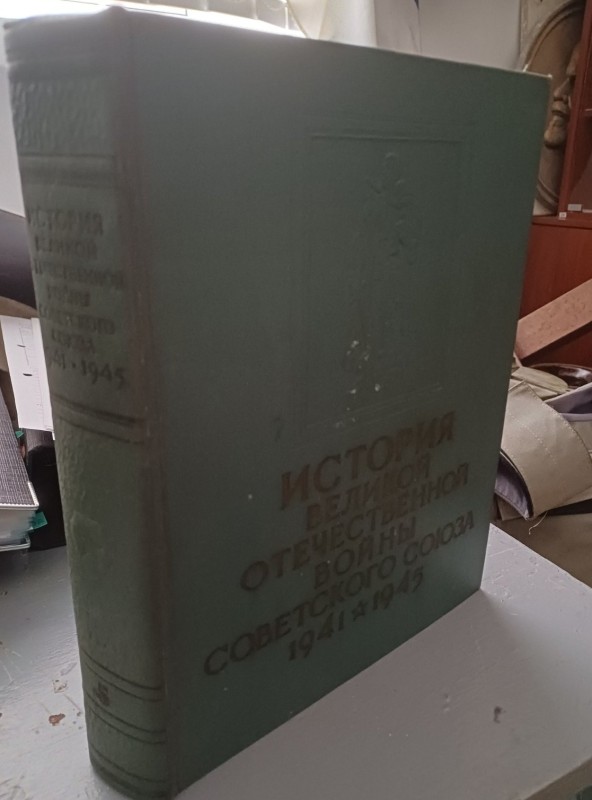 ИСТОРИЯ
ВЕЛИКОЙ
ОТЕЧЕСТВЕННОЙ
ВОЙНЫ
СОВЕТСКОГО СОЮЗА
1941 ★ 1945
ИСТОРИЯ
ВЕЛИКОЙ
ОТЕЧЕСТВЕННОЙ
ВОЙНЫ
СОВЕТСКОГО
СОЮЗА
1941 • 1945
5